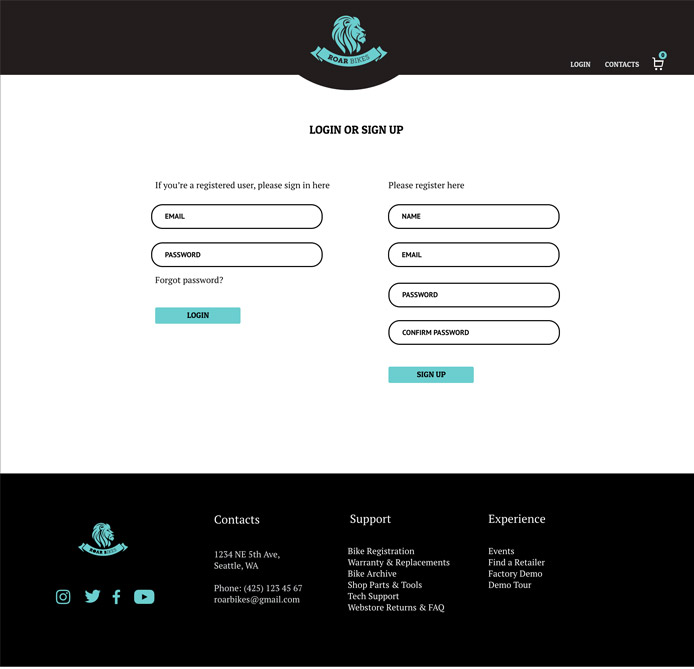 ROAR BIKES
LOGIN
CONTACTS
0
LOGIN OR SIGN UP
If you're a registered user, please sign in here
EMAIL
PASSWORD
Forgot password?
LOGIN
Please register here
NAME
EMAIL
PASSWORD
CONFIRM PASSWORD
SIGN UP
ROAR BIKES
Contacts
1234 NE 5th Ave,
Seattle, WA
Phone: (425) 123 45 67
roarbikes@gmail.com
Support
Bike Registration
Warranty & Replacements
Bike Archive
Shop Parts & Tools
Tech Support
Webstore Returns & FAQ
Experience
Events
Find a Retailer
Factory Demo
Demo Tour